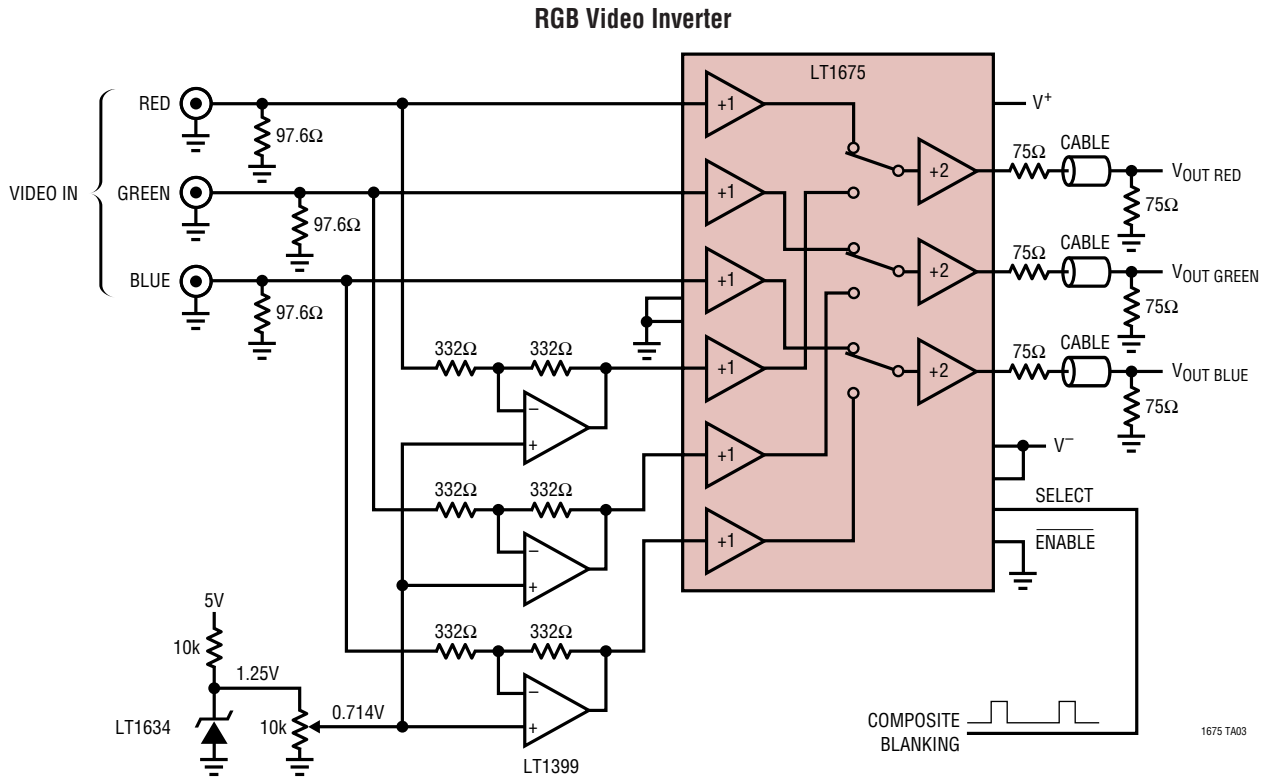 RGB Video Inverter
LT1675
RED
+1
V+
97.6Ω
75Ω
CABLE
+2
VOUT RED
75Ω
VIDEO IN
GREEN
+1
97.6Ω
75Ω
CABLE
+2
VOUT GREEN
75Ω
BLUE
+1
97.6Ω
75Ω
CABLE
+2
VOUT BLUE
75Ω
332Ω
332Ω
+1
–
+
V–
332Ω
332Ω
+1
–
+
SELECT
ENABLE
+1
5V
10k
1.25V
332Ω
332Ω
–
+
LT1634
10k
0.714V
LT1399
COMPOSITE
BLANKING
1675 TA03